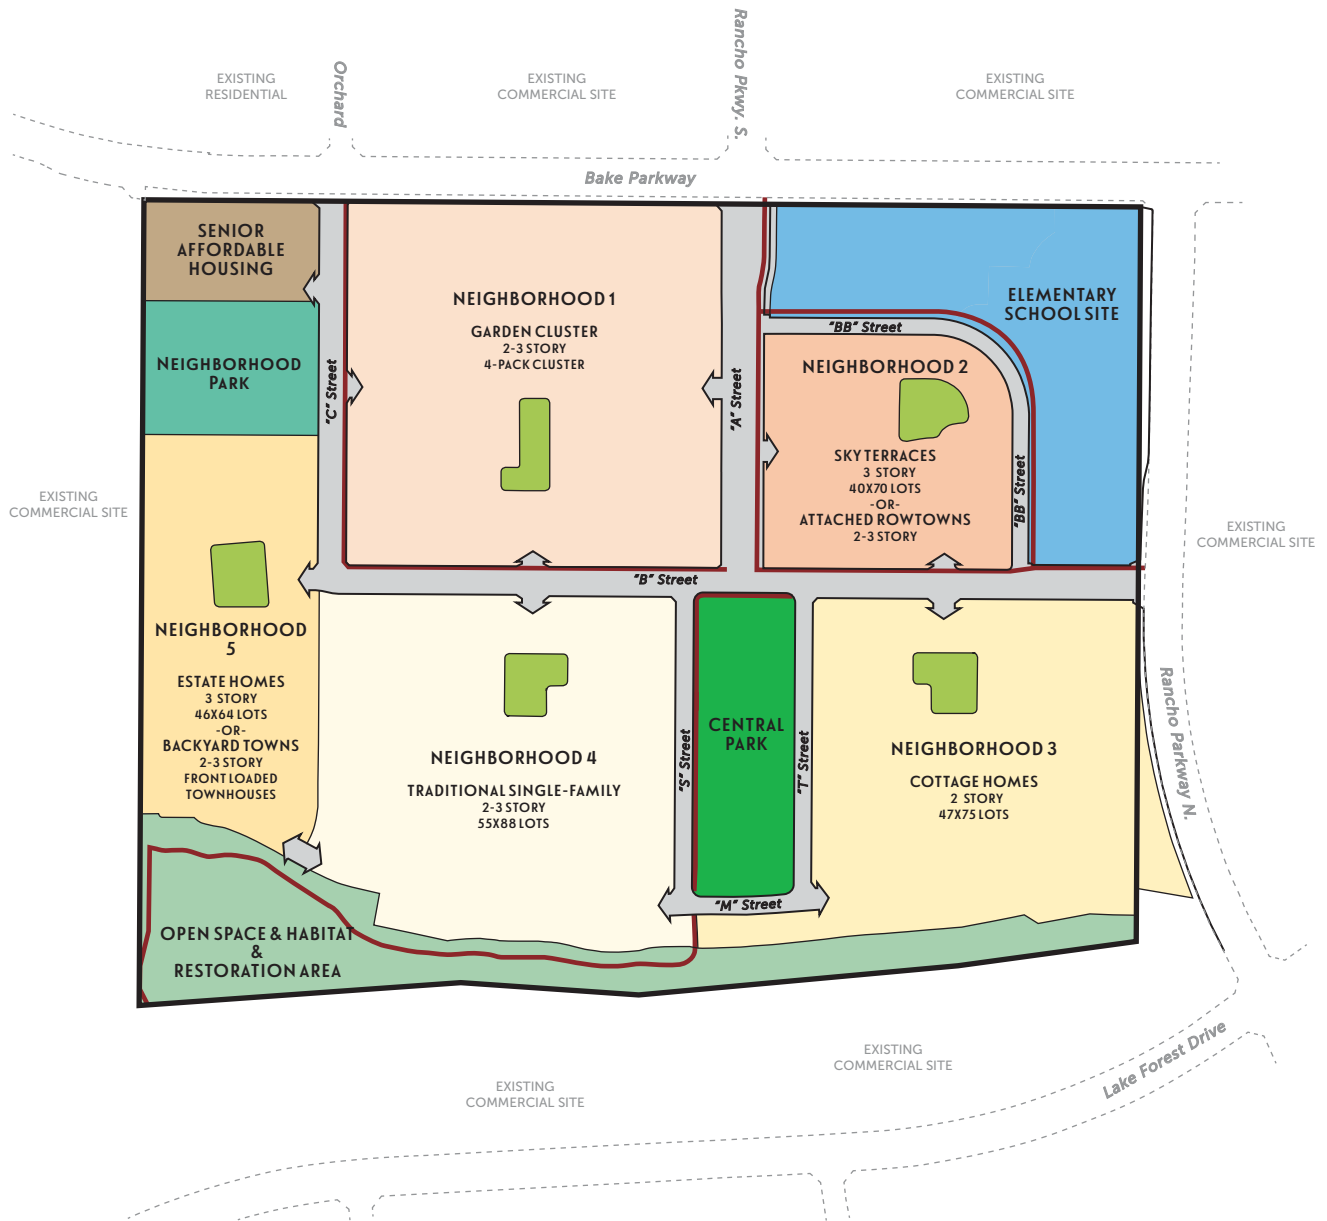 EXISTING
RESIDENTIAL
Orchard
EXISTING
COMMERCIAL SITE
Rancho Pkwy. S.
EXISTING
COMMERCIAL SITE
Bake Parkway
SENIOR
AFFORDABLE
HOUSING
NEIGHBORHOOD
PARK
"C" Street
NEIGHBORHOOD 1
GARDEN CLUSTER
2-3 STORY
4-PACK CLUSTER
"A" Street
"BB" Street
ELEMENTARY
SCHOOL SITE
NEIGHBORHOOD 2
SKY TERRACES
3 STORY
40X70 LOTS
-OR-
ATTACHED ROWTOWNS
2-3 STORY
"BB" Street
EXISTING
COMMERCIAL SITE
EXISTING
COMMERCIAL SITE
"B" Street
NEIGHBORHOOD
5
ESTATE HOMES
3 STORY
46X64 LOTS
-OR-
BACKYARD TOWNS
2-3 STORY
FRONT LOADED
TOWNHOUSES
NEIGHBORHOOD 4
TRADITIONAL SINGLE-FAMILY
2-3 STORY
55X88 LOTS
"S" Street
CENTRAL
PARK
"T" Street
NEIGHBORHOOD 3
COTTAGE HOMES
2 STORY
47X75 LOTS
Rancho Parkway N.
"M" Street
OPEN SPACE & HABITAT
&
RESTORATION AREA
EXISTING
COMMERCIAL SITE
EXISTING
COMMERCIAL SITE
Lake Forest Drive